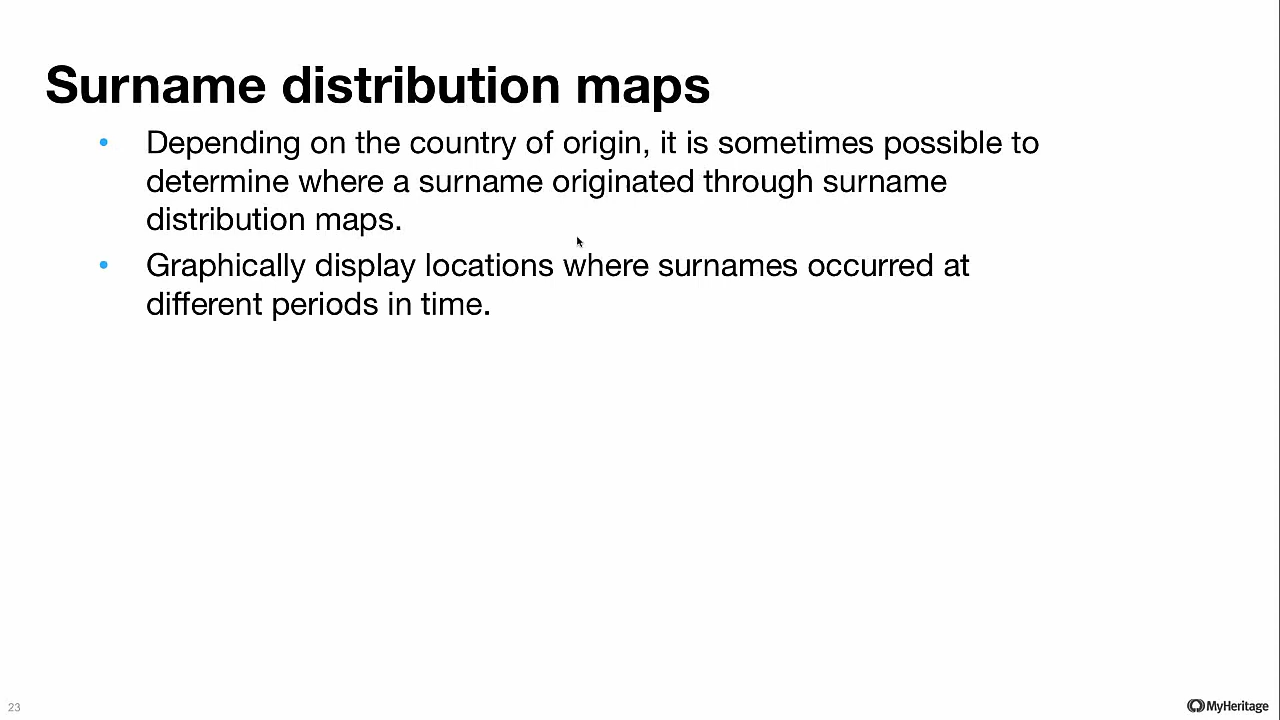 Surname distribution maps
• Depending on the country of origin, it is sometimes possible to
determine where a surname originated through surname
distribution maps.
• Graphically display locations where surnames occurred at
different periods in time.
23
MyHeritage